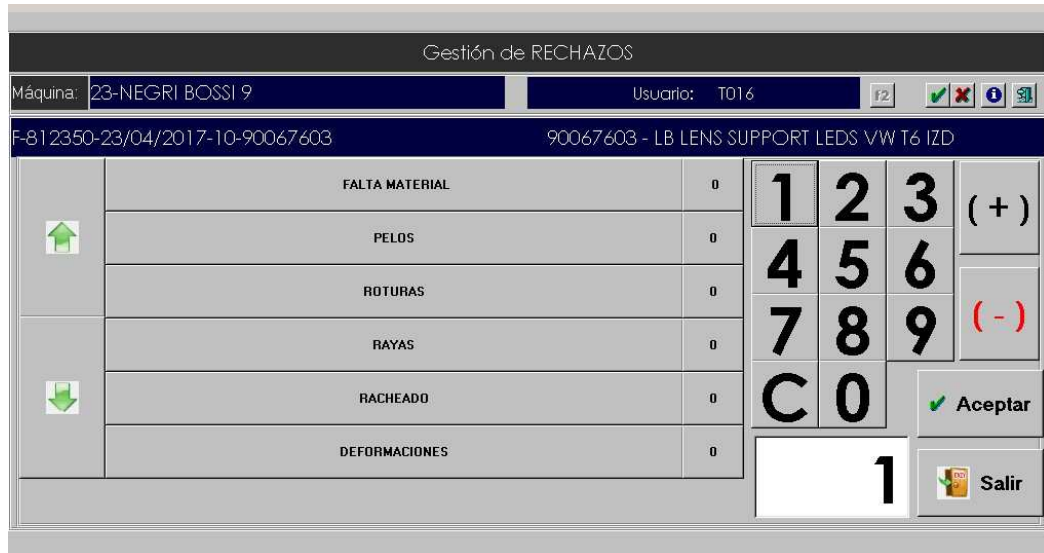 Gestión de RECHAZOS
Máquina: 23-NEGRI BOSSI 9 Usuario: T016 f2
F-812350-23/04/2017-10-90067603 90067603 - LB LENS SUPPORT LEDS VW T6 IZD
FALTA MATERIAL 0
PELOS 0
ROTURAS 0
RAYAS 0
RACHEADO 0
DEFORMACIONES 0
1 2 3 ( + )
4 5 6
7 8 9 ( - )
C 0
Aceptar
1
Salir